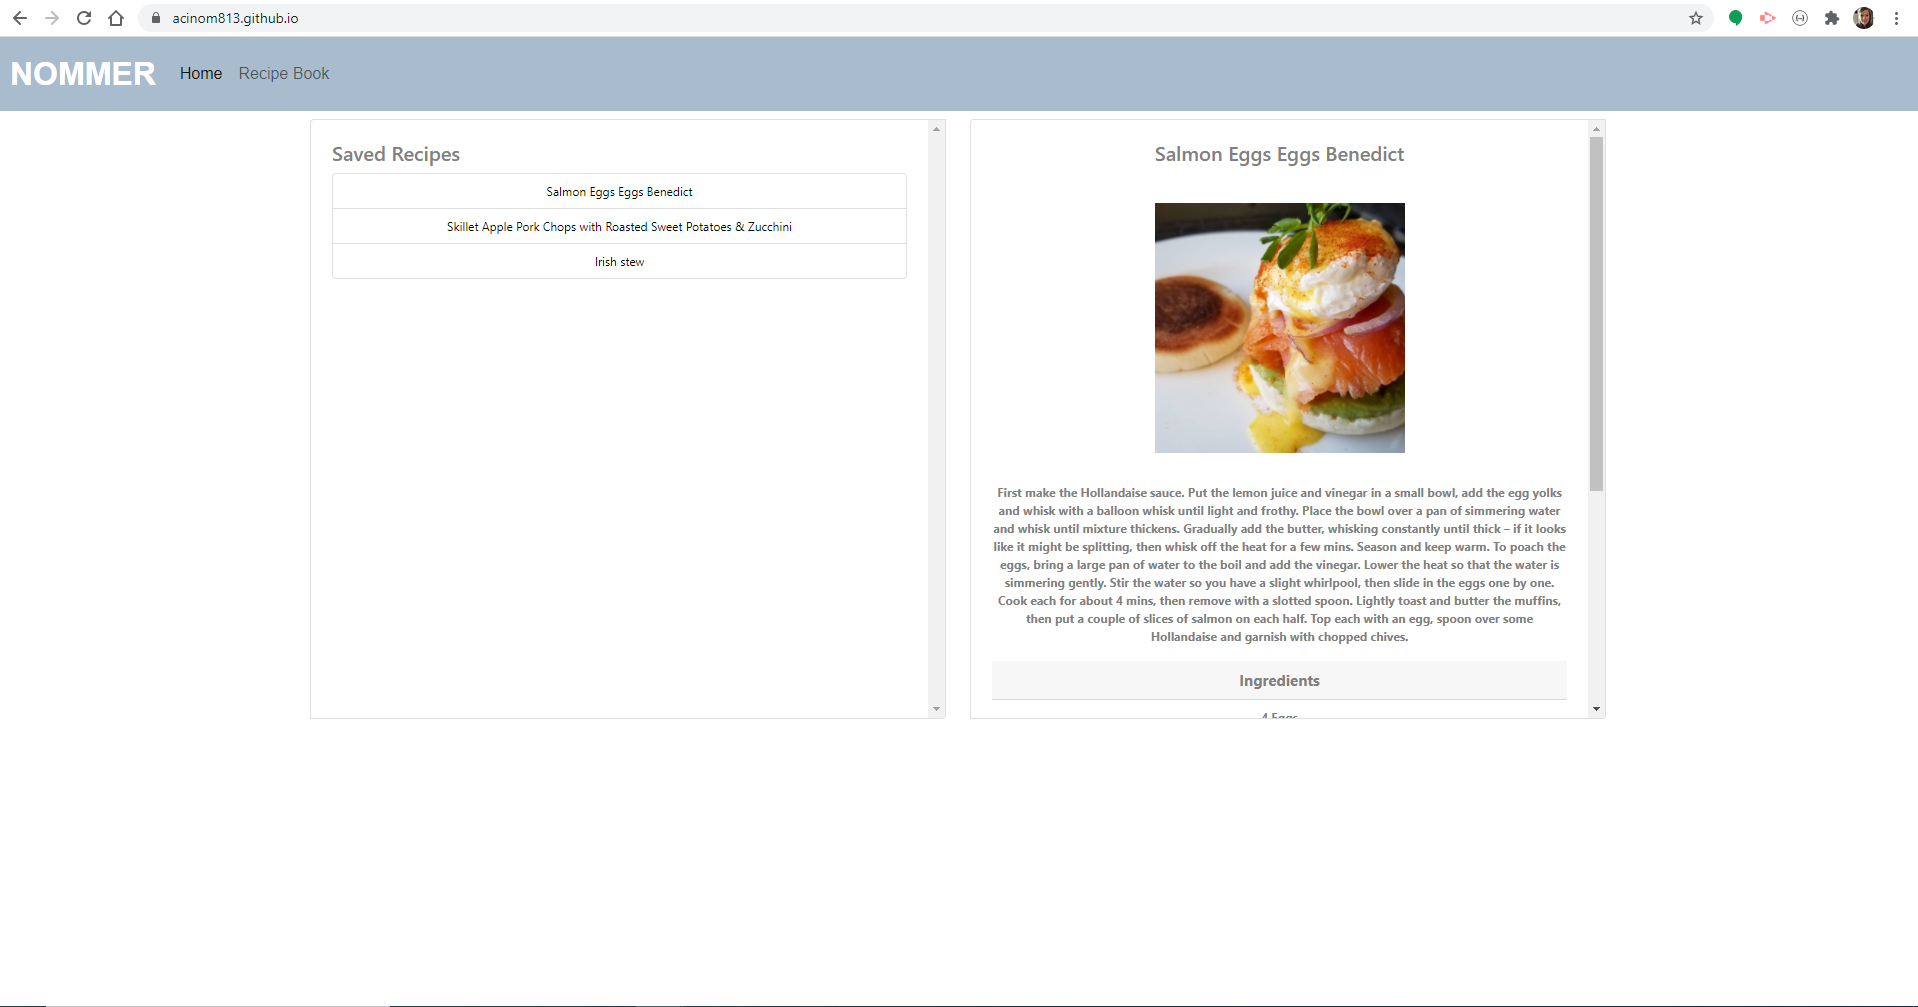 acinom813.github.io
NOMMER Home Recipe Book
Saved Recipes
Salmon Eggs Eggs Benedict
Skillet Apple Pork Chops with Roasted Sweet Potatoes & Zucchini
Irish stew
Salmon Eggs Eggs Benedict
First make the Hollandaise sauce. Put the lemon juice and vinegar in a small bowl, add the egg yolks
and whisk with a balloon whisk until light and frothy. Place the bowl over a pan of simmering water
and whisk until mixture thickens. Gradually add the butter, whisking constantly until thick – if it looks
like it might be splitting, then whisk off the heat for a few mins. Season and keep warm. To poach the
eggs, bring a large pan of water to the boil and add the vinegar. Lower the heat so that the water is
simmering gently. Stir the water so you have a slight whirlpool, then slide in the eggs one by one.
Cook each for about 4 mins, then remove with a slotted spoon. Lightly toast and butter the muffins,
then put a couple of slices of salmon on each half. Top each with an egg, spoon over some
Hollandaise and garnish with chopped chives.
Ingredients
4 Eggs